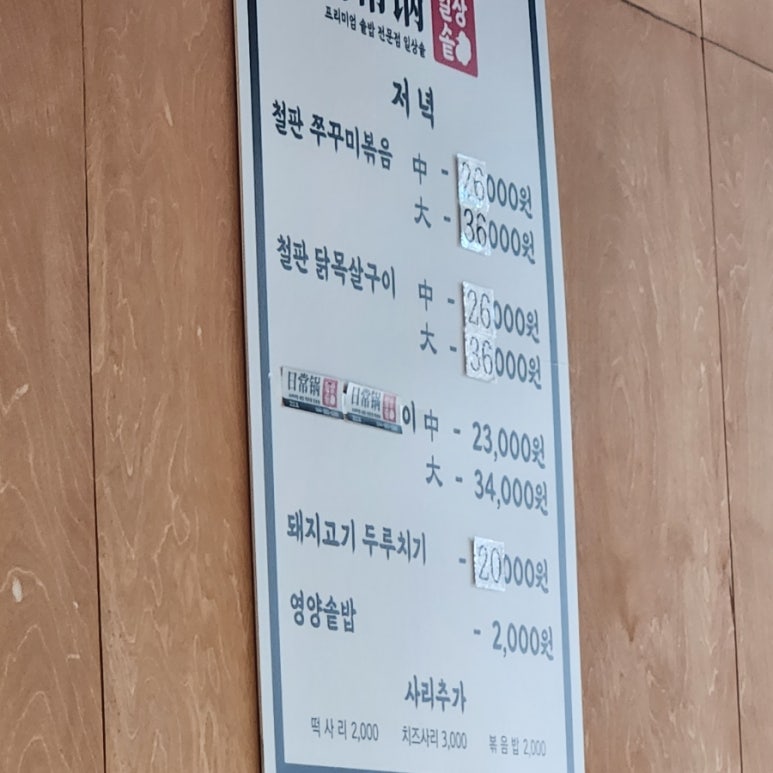 일상솥
프리미엄 솥밥 전문점 일상솥
저녁
철판 쭈꾸미볶음 中 - 26000원
大 - 36000원
철판 닭목살구이 中 - 26000원
大 - 36000원
日常锅 日常锅 이 中 - 23,000원
大 - 34,000원
돼지고기 두루치기 - 20000원
영양솥밥 - 2,000원
사리추가
떡사리 2,000 치즈사리 3,000 볶음밥 2,000